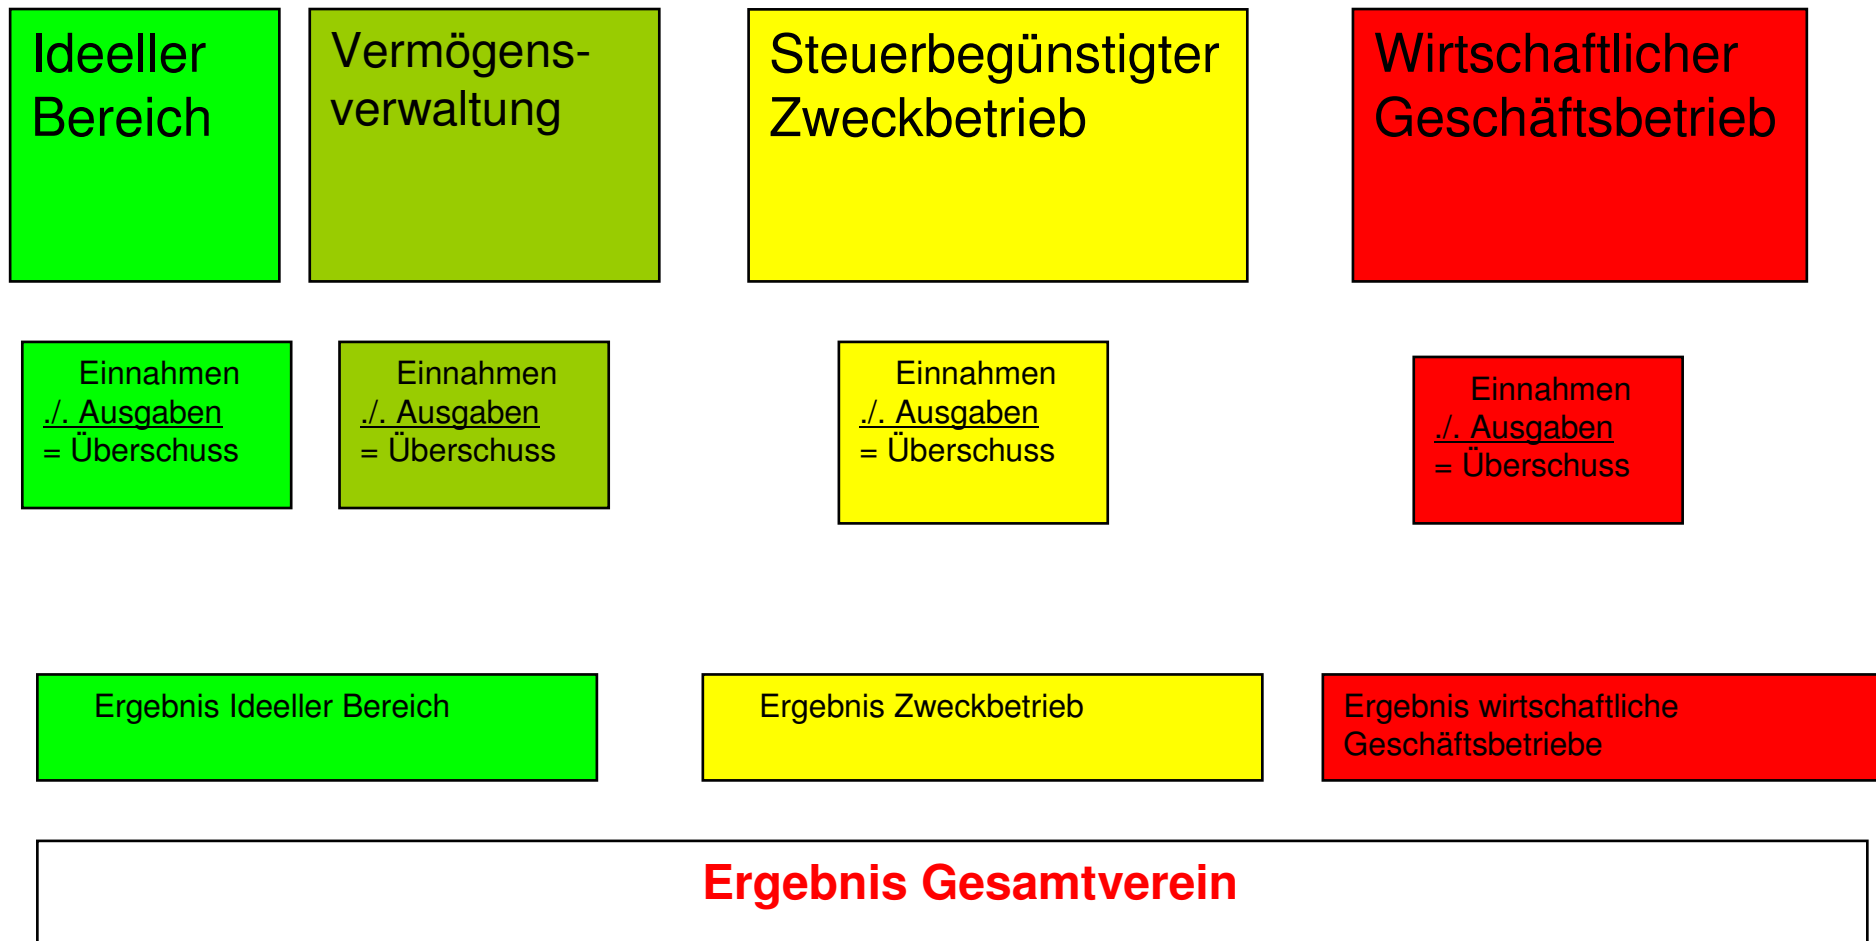 Ideeller
Bereich
Vermögens-
verwaltung
Steuerbegünstigter
Zweckbetrieb
Wirtschaftlicher
Geschäftsbetrieb
Einnahmen
./. Ausgaben
= Überschuss
Einnahmen
./. Ausgaben
= Überschuss
Einnahmen
./. Ausgaben
= Überschuss
Einnahmen
./. Ausgaben
= Überschuss
Ergebnis Ideeller Bereich
Ergebnis Zweckbetrieb
Ergebnis wirtschaftliche
Geschäftsbetriebe
Ergebnis Gesamtverein